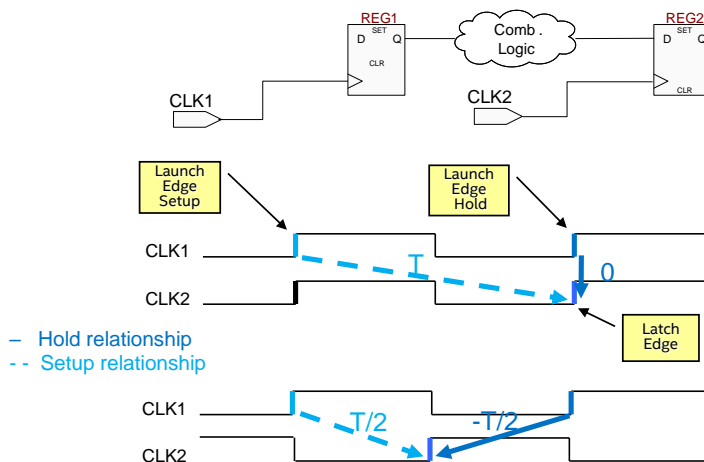 REG1
REG2
SET
D Q
CLR
Comb .
Logic
SET
D Q
CLR
CLK1
CLK2
Launch
Edge
Setup
Launch
Edge
Hold
CLK1
T
0
CLK2
Latch
Edge
– Hold relationship
- - Setup relationship
CLK1
T/2
-T/2
CLK2